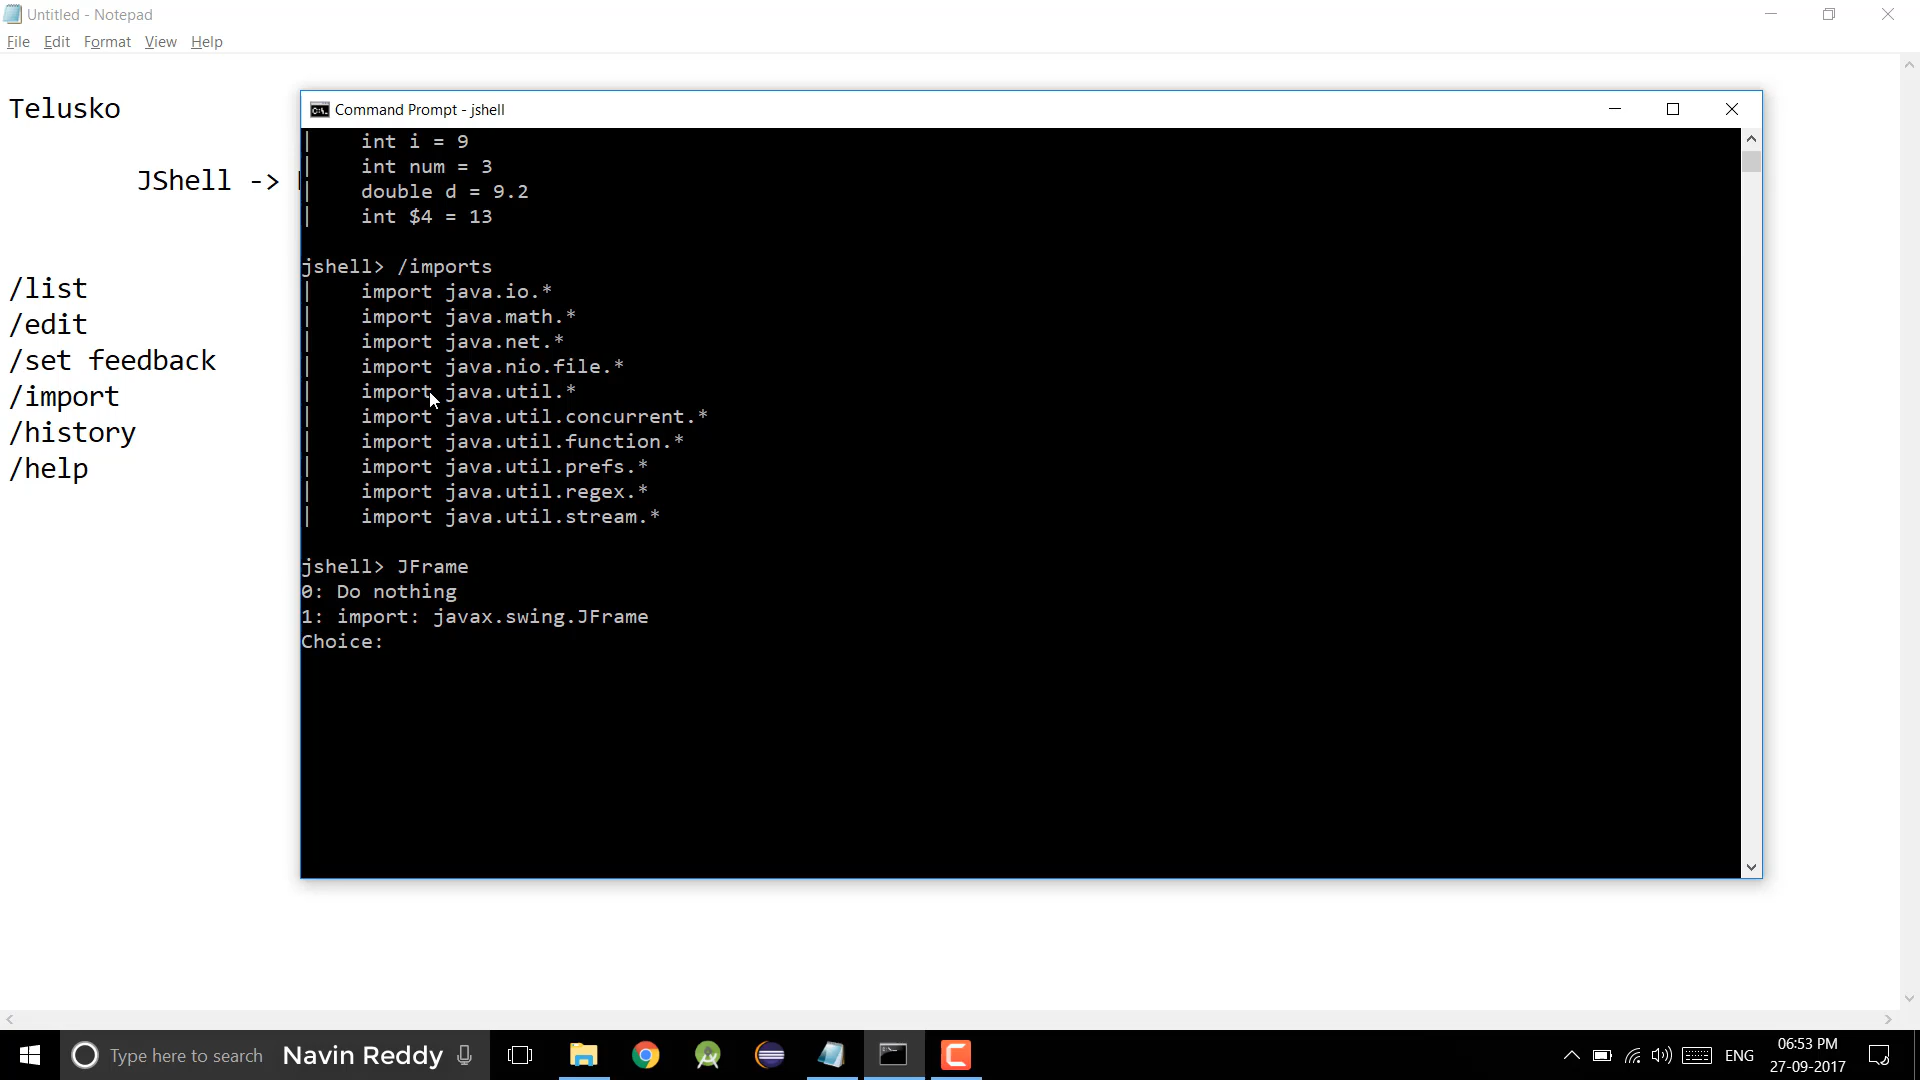 Untitled - Notepad
File Edit Format View Help
Telusko
JShell ->
/list
/edit
/set feedback
/import
/history
/help
Command Prompt - jshell
|    int i = 9
|    int num = 3
|    double d = 9.2
|    int $4 = 13
jshell> /imports
|    import java.io.*
|    import java.math.*
|    import java.net.*
|    import java.nio.file.*
|    import java.util.*
|    import java.util.concurrent.*
|    import java.util.function.*
|    import java.util.prefs.*
|    import java.util.regex.*
|    import java.util.stream.*
jshell> JFrame
0: Do nothing
1: import: javax.swing.JFrame
Choice:
Type here to search Navin Reddy
ENG
06:53 PM
27-09-2017